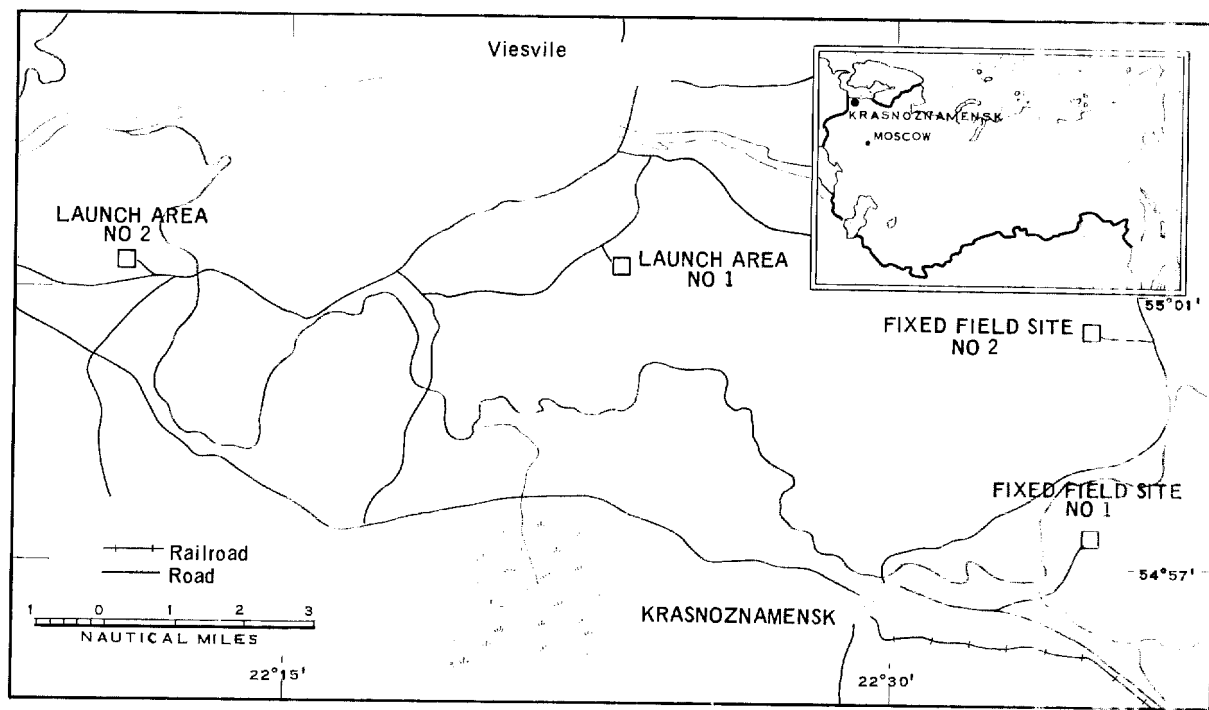 Viesvile
KRASNOZNAMENSK
MOSCOW
LAUNCH AREA
NO 2
LAUNCH AREA
NO 1
55°01'
FIXED FIELD SITE
NO 2
FIXED FIELD SITE
NO 1
Railroad
Road
54°57'
1 0 1 2 3
NAUTICAL MILES
KRASNOZNAMENSK
22°15'
22°30'